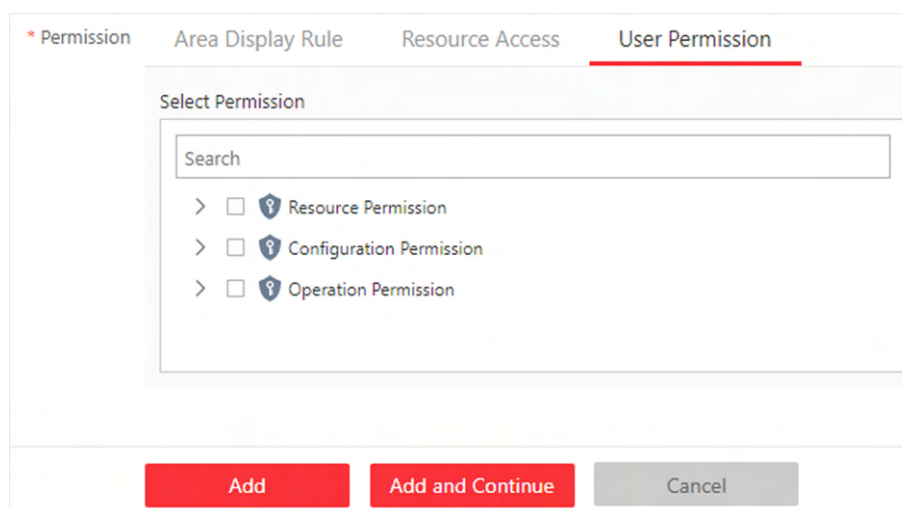 * Permission Area Display Rule Resource Access User Permission
Select Permission
Search
Resource Permission
Configuration Permission
Operation Permission
Add Add and Continue Cancel